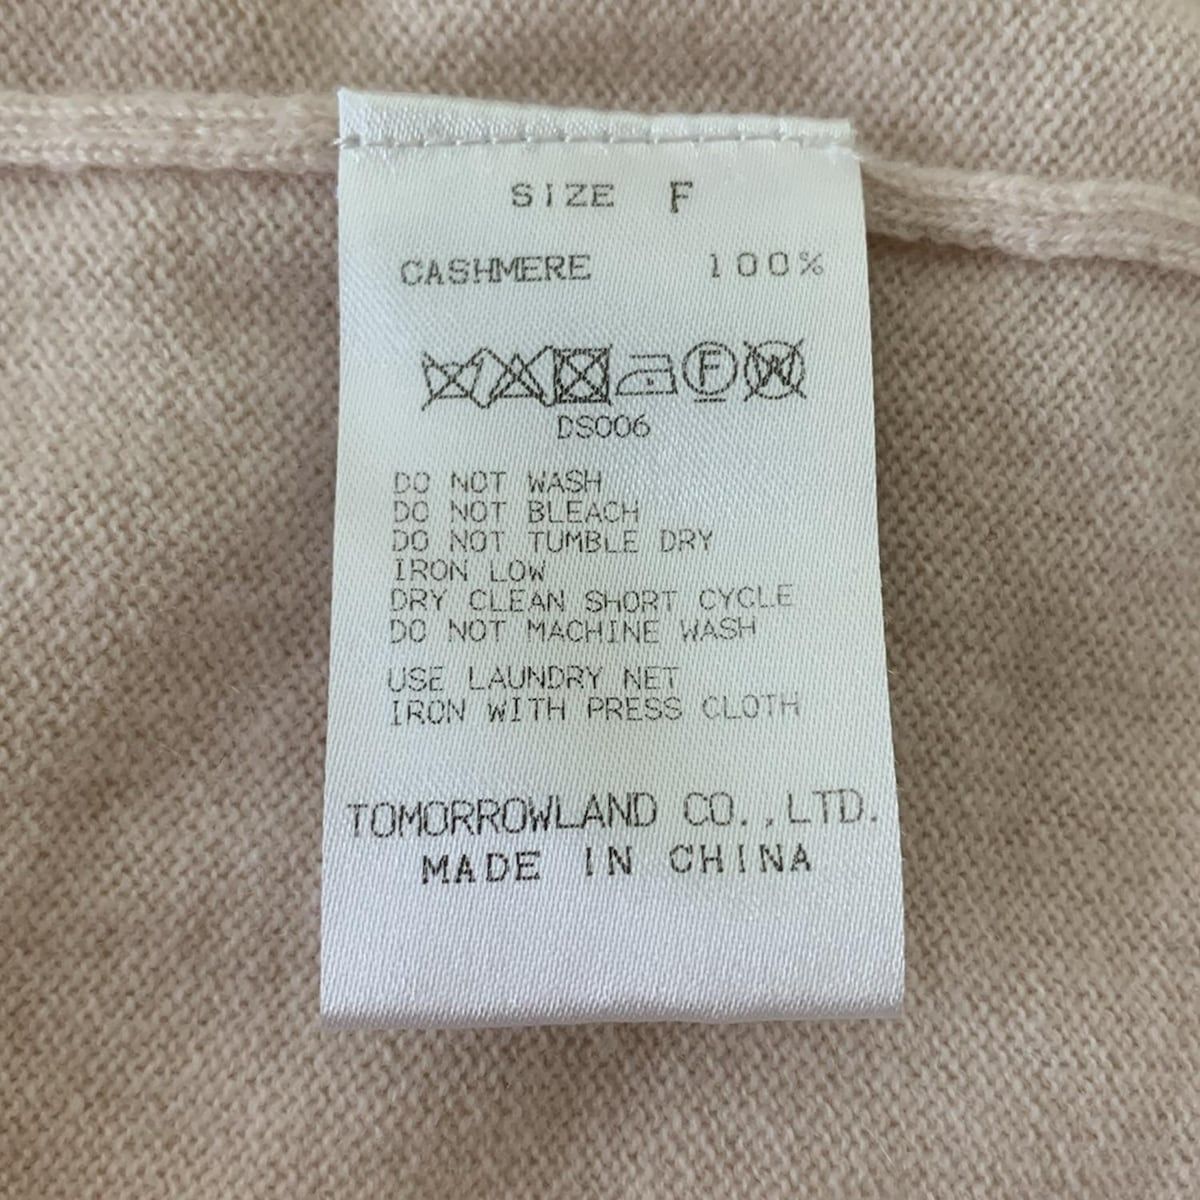 SIZE F
CASHMERE 100%
F W
DS006
DO NOT WASH
DO NOT BLEACH
DO NOT TUMBLE DRY
IRON LOW
DRY CLEAN SHORT CYCLE
DO NOT MACHINE WASH
USE LAUNDRY NET
IRON WITH PRESS CLOTH
TOMORROWLAND CO.,LTD.
MADE IN CHINA